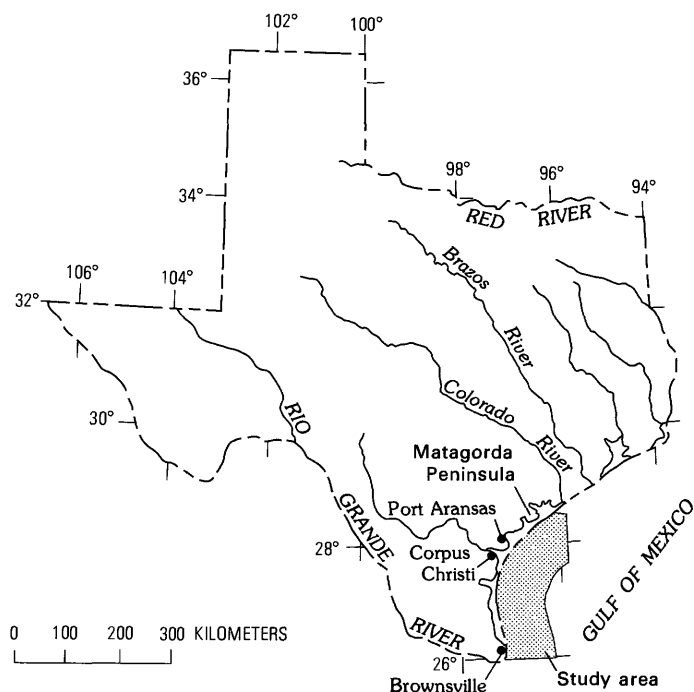 102°
100°
36°
98°
96°
94°
34°
RED RIVER
106°
104°
32°
Brazos
River
RIO
30°
Colorado
River
Matagorda
Peninsula
Port Aransas
GRANDE
28°
Corpus
Christi
GULF OF MEXICO
0 100 200 300 KILOMETERS
RIVER
26°
Brownsville
Study area